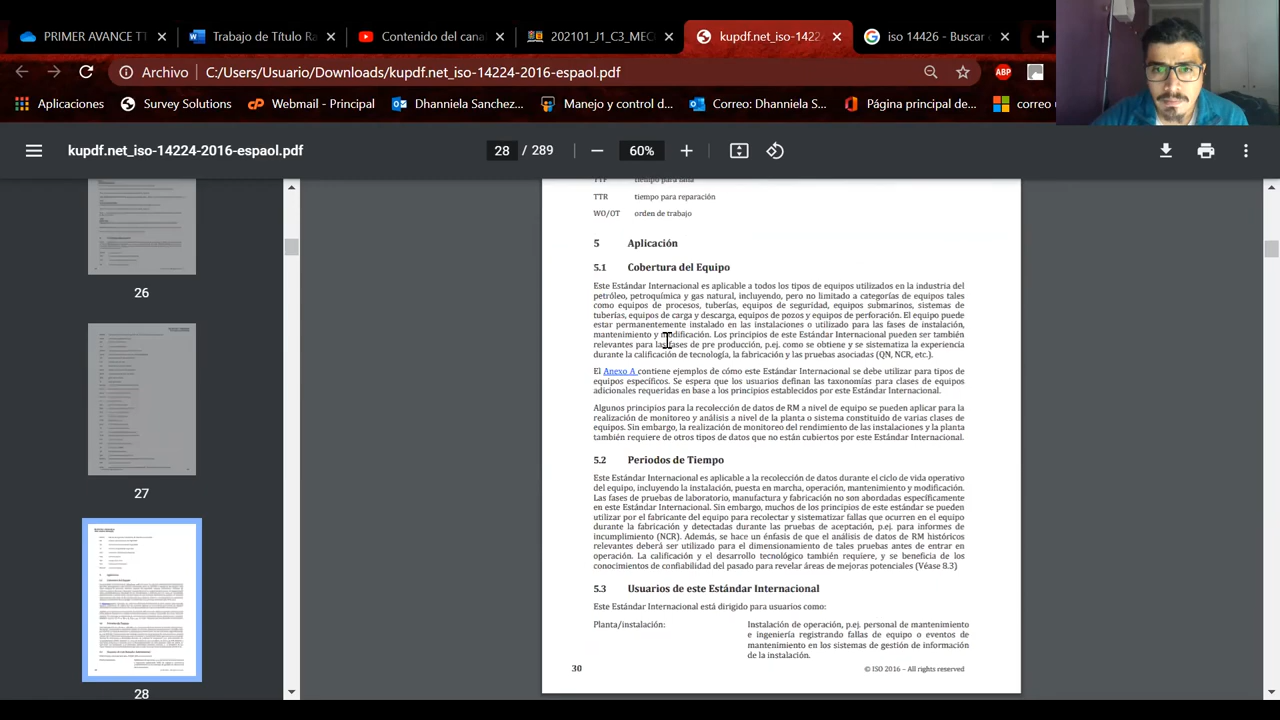 PRIMER AVANCE TT
Trabajo de Título Ra
Contenido del canal
202101_J1_C3_MEC
kupdf.net_iso-1422
iso 14426 - Buscar c
Archivo
C:/Users/Usuario/Downloads/kupdf.net_iso-14224-2016-espaol.pdf
ABP
Aplicaciones
Survey Solutions
Webmail - Principal
Dhanniela Sanchez...
Manejo y control d...
Correo: Dhanniela S...
Página principal de...
correo
kupdf.net_iso-14224-2016-espaol.pdf
28 / 289
60%
26
27
28
TTR tiempo para reparación
WO/OT orden de trabajo
5 Aplicación
5.1 Cobertura del Equipo
Este Estándar Internacional es aplicable a todos los tipos de equipos utilizados en la industria del
petróleo, petroquímica y gas natural, incluyendo, pero no limitado a categorías de equipos tales
como equipos de procesos, tuberías, equipos de seguridad, equipos submarinos, sistemas de
tuberías, equipos de carga y descarga, equipos de pozos y equipos de perforación. El equipo puede
estar permanentemente instalado en las instalaciones o utilizado para las fases de instalación,
mantenimiento y modificación. Los principios de este Estándar Internacional pueden ser también
relevantes para las fases de pre producción, p.ej. como se obtiene y se sistematiza la experiencia
durante la calificación de tecnología, la fabricación y las pruebas asociadas (QN, NCR, etc.).
El Anexo A contiene ejemplos de cómo este Estándar Internacional se debe utilizar para tipos de
equipos específicos. Se espera que los usuarios definan las taxonomías para clases de equipos
adicionales requeridas en base a los principios establecidos por este Estándar Internacional.
Algunos principios para la recolección de datos de RM a nivel de equipo se pueden aplicar para la
realización de monitoreo y análisis a nivel de la planta o sistema constituido de varias clases de
equipos. Sin embargo, la realización de monitoreo del rendimiento de las instalaciones y la planta
también requiere de otros tipos de datos que no están cubiertos por este Estándar Internacional.
5.2 Periodos de Tiempo
Este Estándar Internacional es aplicable a la recolección de datos durante el ciclo de vida operativo
del equipo, incluyendo la instalación, puesta en marcha, operación, mantenimiento y modificación.
Las fases de pruebas de laboratorio, manufactura y fabricación no son abordadas específicamente
en este Estándar Internacional. Sin embargo, muchos de los principios de este estándar se pueden
utilizar por el fabricante del equipo para recolectar y sistematizar fallas que ocurren en el equipo
durante la fabricación y detectadas durante las pruebas de aceptación, p.ej. para informes de
incumplimiento (NCR). Además, se hace un énfasis de que el análisis de datos de RM históricos
relevantes deberá ser utilizado para el dimensionamiento de tales pruebas antes de entrar en
operación. La calificación y el desarrollo tecnológico también requiere, y se beneficia de los
conocimientos de confiabilidad del pasado para revelar áreas de mejoras potenciales (Véase 8.3)
5.3 Usuarios de este Estándar Internacional
Este Estándar Internacional está dirigido para usuarios como:
Planta/instalación: Instalación de operación, p.ej. personal de mantenimiento
e ingeniería registrando fallas de equipo o eventos de
mantenimiento en los sistemas de gestión de información
de la instalación.
30 © ISO 2016 – All rights reserved